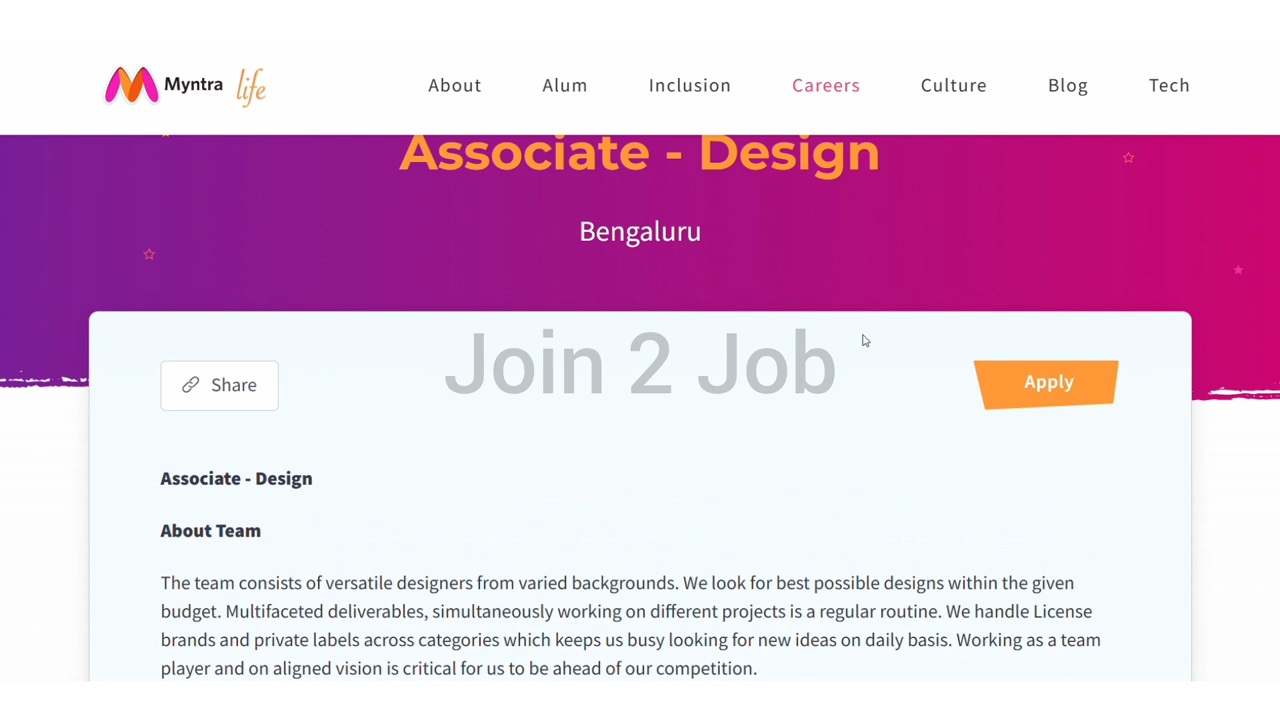 Myntra life
About Alum Inclusion Careers Culture Blog Tech
Associate - Design
Bengaluru
Join 2 Job
Share
Apply
Associate - Design
About Team
The team consists of versatile designers from varied backgrounds. We look for best possible designs within the given
budget. Multifaceted deliverables, simultaneously working on different projects is a regular routine. We handle License
brands and private labels across categories which keeps us busy looking for new ideas on daily basis. Working as a team
player and on aligned vision is critical for us to be ahead of our competition.